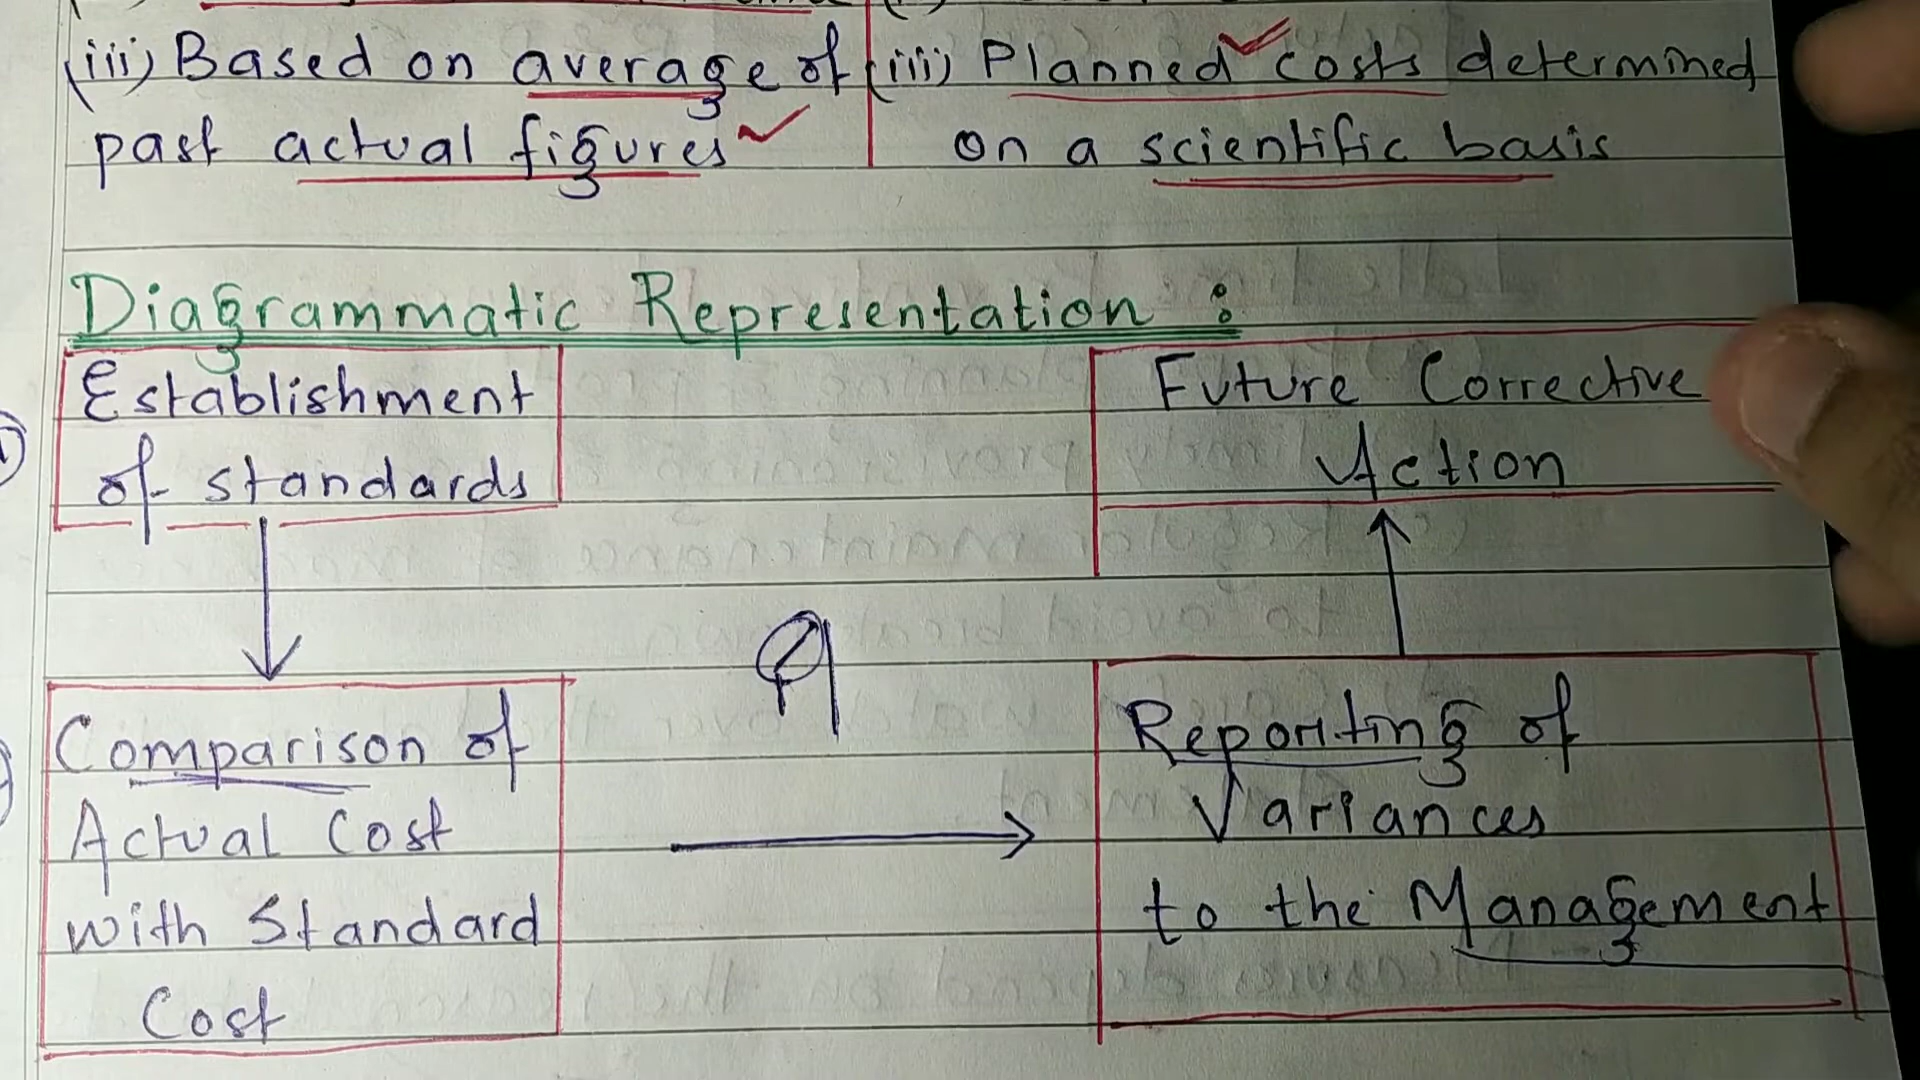 (iii) Based on average of
past actual figures
(iii) Planned costs determined
on a scientific basis
Diagrammatic Representation :
Establishment
of standards
Future Corrective
Action
Comparison of
Actual Cost
with Standard
Cost
Reporting of
Variances
to the Management